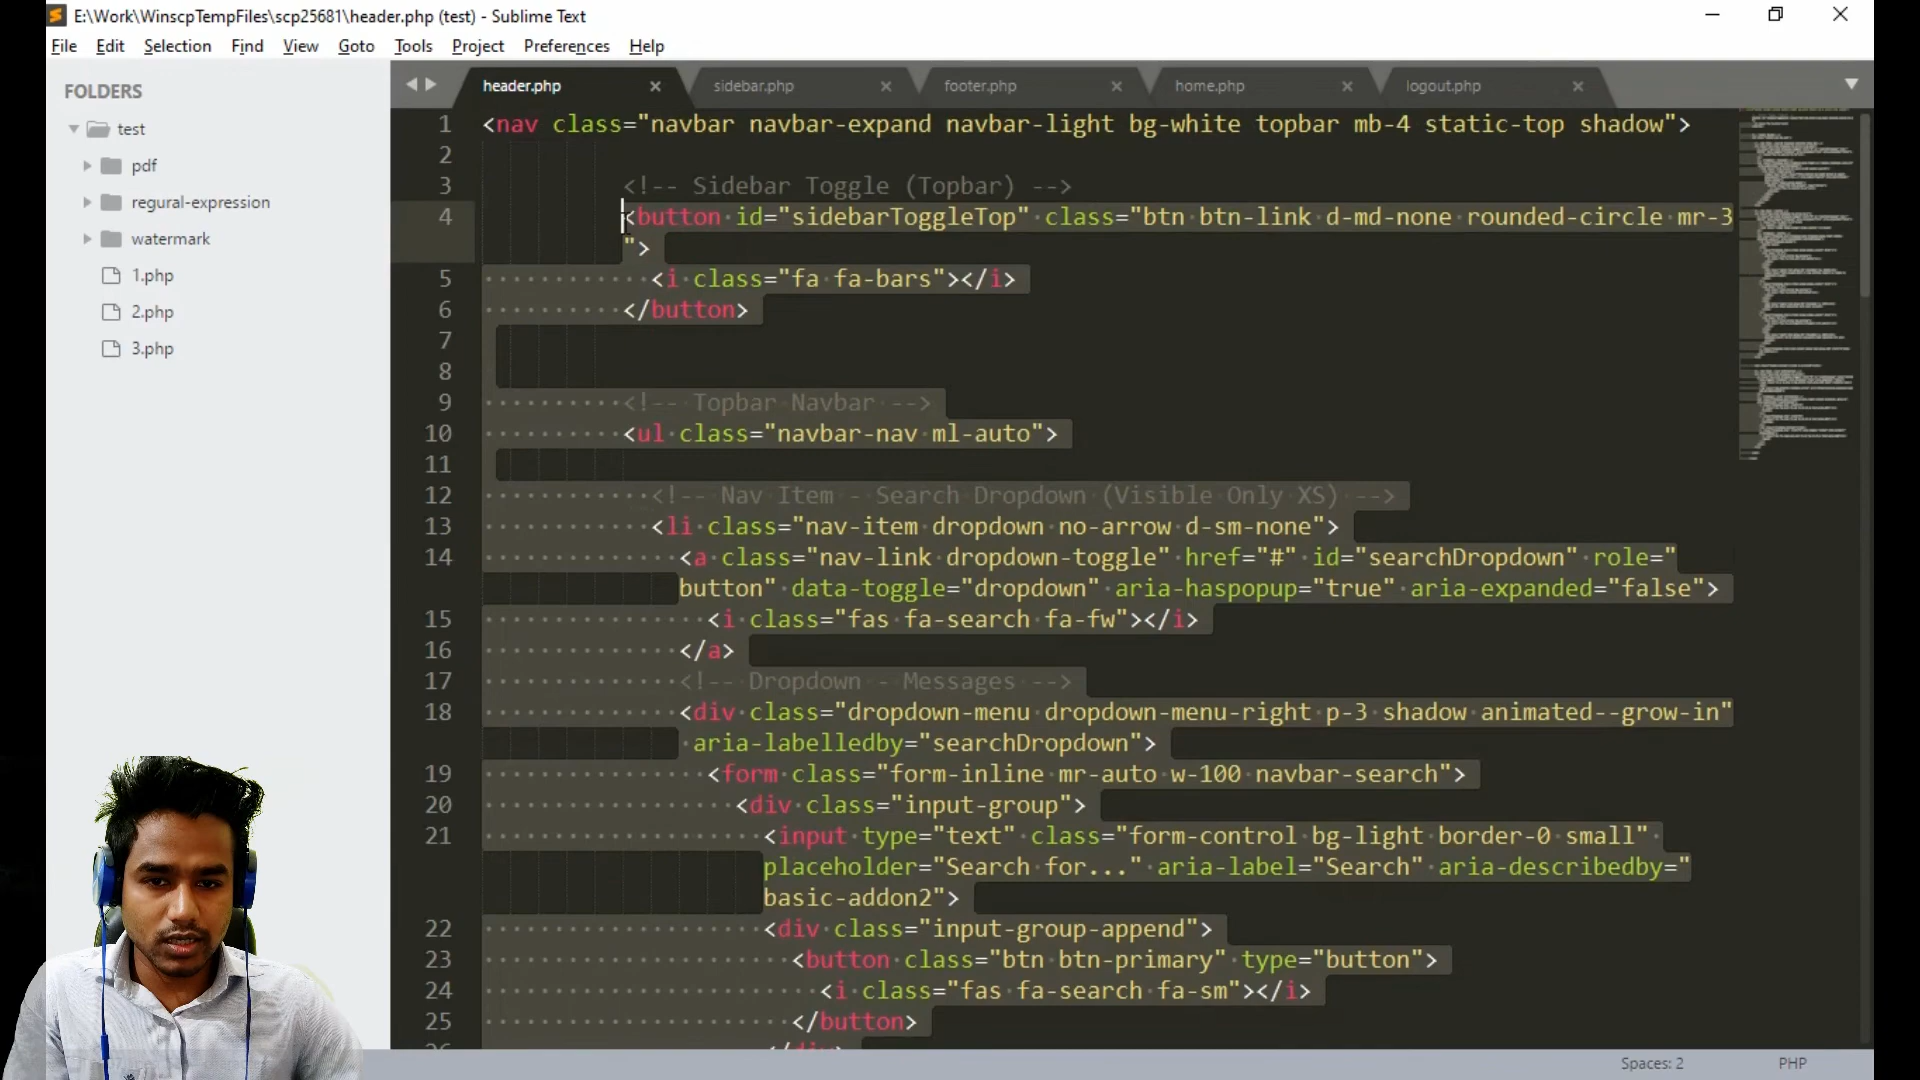 E:\Work\WinscpTempFiles\scp25681\header.php (test) - Sublime Text
File Edit Selection Find View Goto Tools Project Preferences Help
FOLDERS
test
pdf
regural-expression
watermark
1.php
2.php
3.php
header.php sidebar.php footer.php home.php logout.php
1 <nav class="navbar navbar-expand navbar-light bg-white topbar mb-4 static-top shadow">
2
3 <!-- Sidebar Toggle (Topbar) -->
4 <button id="sidebarToggleTop" class="btn btn-link d-md-none rounded-circle mr-3
">
5 <i class="fa fa-bars"></i>
6 </button>
7
8
9 <!-- Topbar Navbar -->
10 <ul class="navbar-nav ml-auto">
11
12 <!-- Nav Item - Search Dropdown (Visible Only XS) -->
13 <li class="nav-item dropdown no-arrow d-sm-none">
14 <a class="nav-link dropdown-toggle" href="#" id="searchDropdown" role="
button" data-toggle="dropdown" aria-haspopup="true" aria-expanded="false">
15 <i class="fas fa-search fa-fw"></i>
16 </a>
17 <!-- Dropdown - Messages -->
18 <div class="dropdown-menu dropdown-menu-right p-3 shadow animated--grow-in"
aria-labelledby="searchDropdown">
19 <form class="form-inline mr-auto w-100 navbar-search">
20 <div class="input-group">
21 <input type="text" class="form-control bg-light border-0 small"
placeholder="Search for..." aria-label="Search" aria-describedby="
basic-addon2">
22 <div class="input-group-append">
23 <button class="btn btn-primary" type="button">
24 <i class="fas fa-search fa-sm"></i>
25 </button>
Spaces: 2 PHP